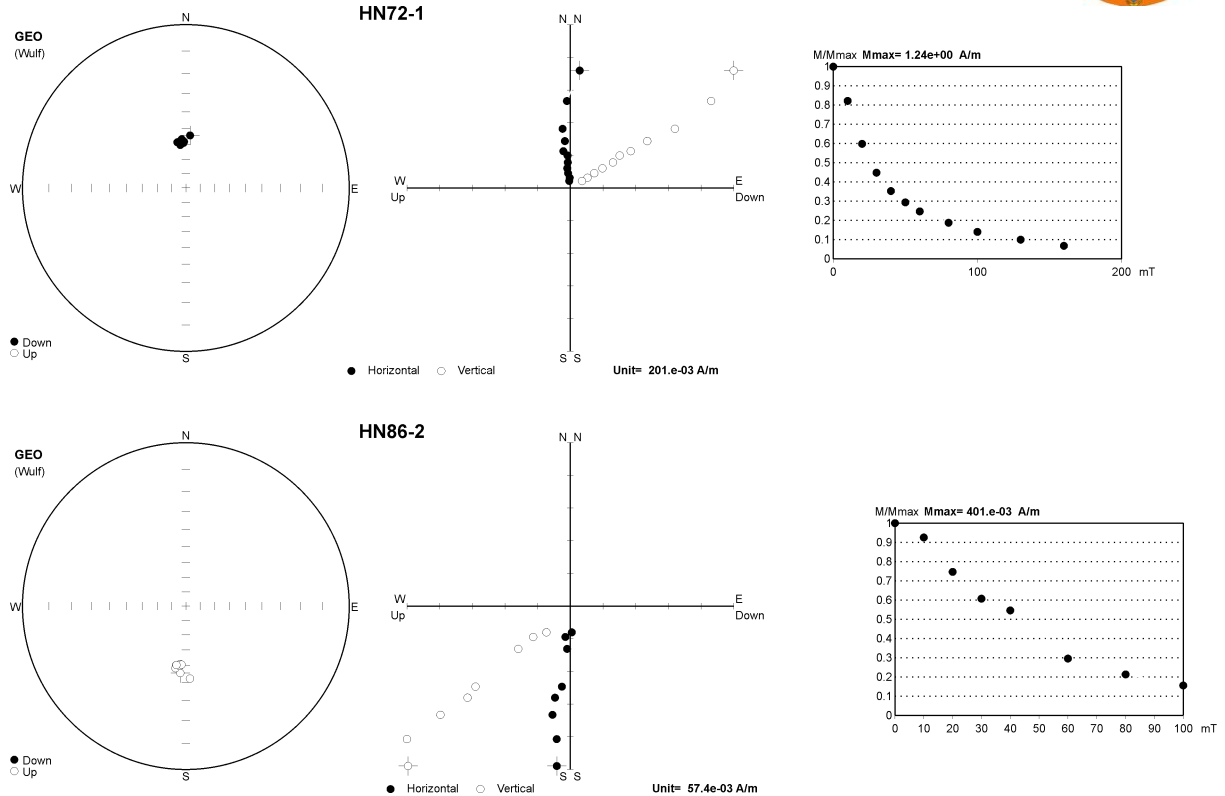 HN72-1
GEO
(Wulf)
N
W
E
S
Down
Up
N N
W
Up
E
Down
S S
Horizontal
Vertical
Unit= 201.e-03 A/m
M/Mmax Mmax= 1.24e+00 A/m
1
0.9
0.8
0.7
0.6
0.5
0.4
0.3
0.2
0.1
0
0 100 200 mT
HN86-2
GEO
(Wulf)
N
W
E
S
Down
Up
N N
W
Up
E
Down
S S
Horizontal
Vertical
Unit= 57.4e-03 A/m
M/Mmax Mmax= 401.e-03 A/m
1
0.9
0.8
0.7
0.6
0.5
0.4
0.3
0.2
0.1
0
0 10 20 30 40 50 60 70 80 90 100 mT